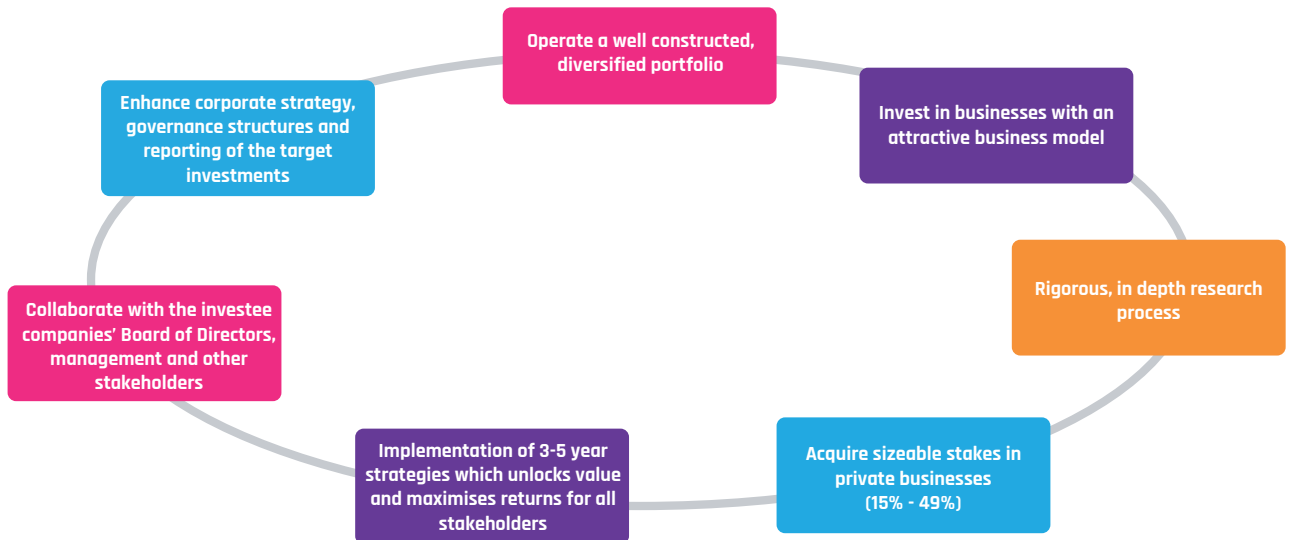 Operate a well constructed,
diversified portfolio
Invest in businesses with an
attractive business model
Rigorous, in depth research
process
Acquire sizeable stakes in
private businesses
(15% - 49%)
Implementation of 3-5 year
strategies which unlocks value
and maximises returns for all
stakeholders
Collaborate with the investee
companies’ Board of Directors,
management and other
stakeholders
Enhance corporate strategy,
governance structures and
reporting of the target
investments